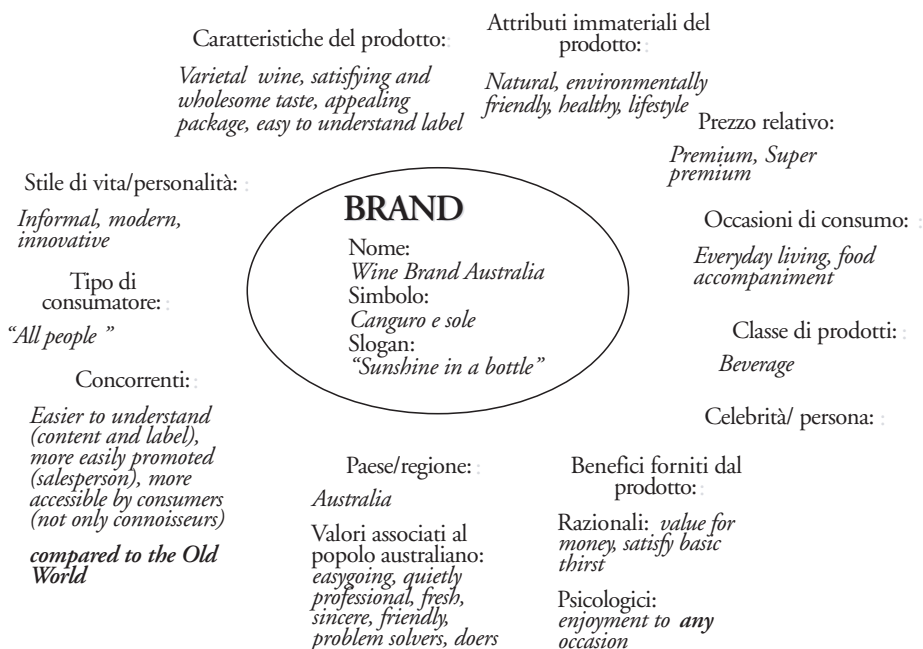 Caratteristiche del prodotto:
Varietal wine, satisfying and
wholesome taste, appealing
package, easy to understand label
Attributi immateriali del
prodotto:
Natural, environmentally
friendly, healthy, lifestyle
Prezzo relativo:
Premium, Super
premium
Stile di vita/personalità:
Informal, modern,
innovative
BRAND
Nome:
Wine Brand Australia
Simbolo:
Canguro e sole
Slogan:
“Sunshine in a bottle”
Occasioni di consumo:
Everyday living, food
accompaniment
Tipo di
consumatore:
“All people ”
Classe di prodotti:
Beverage
Concorrenti:
Easier to understand
(content and label),
more easily promoted
(salesperson), more
accessible by consumers
(not only connoisseurs)
compared to the Old
World
Celebrità/ persona:
Paese/regione:
Australia
Valori associati al
popolo australiano:
easygoing, quietly
professional, fresh,
sincere, friendly,
problem solvers, doers
Benefici forniti dal
prodotto:
Razionali: value for
money, satisfy basic
thirst
Psicologici:
enjoyment to any
occasion